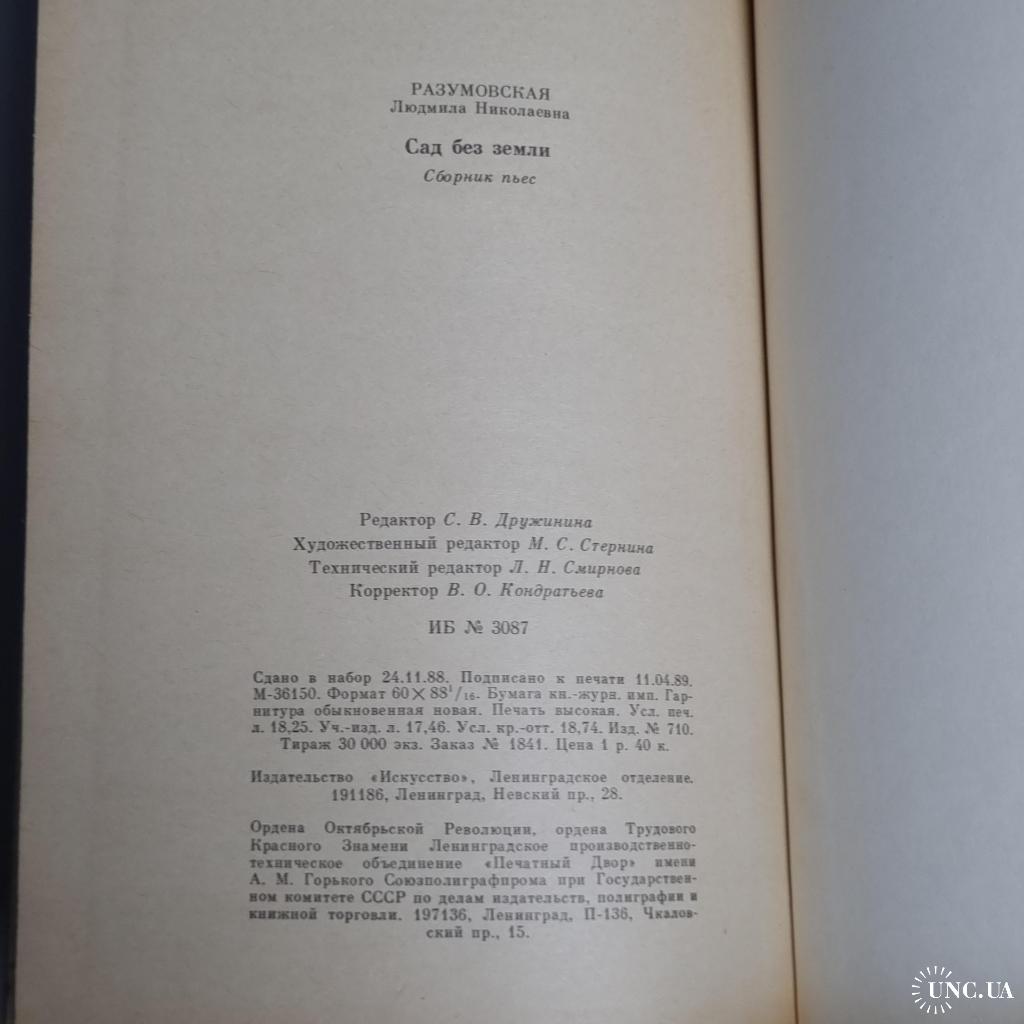 РАЗУМОВСКАЯ
Людмила Николаевна
Сад без земли
Сборник пьес
Редактор С. В. Дружинина
Художественный редактор М. С. Стернина
Технический редактор Л. Н. Смирнова
Корректор В. О. Кондратьева
ИБ № 3087
Сдано в набор 24.11.88. Подписано к печати 11.04.89.
М-36150. Формат 60×88¹/₁₆. Бумага кн.-журн. имп. Гар-
нитура обыкновенная новая. Печать высокая. Усл. печ.
л. 18,25. Уч.-изд. л. 17,46. Усл. кр.-отт. 18,74. Изд. № 710.
Тираж 30 000 экз. Заказ № 1841. Цена 1 р. 40 к.
Издательство «Искусство», Ленинградское отделение.
191186, Ленинград, Невский пр., 28.
Ордена Октябрьской Революции, ордена Трудового
Красного Знамени Ленинградское производственно-
техническое объединение «Печатный Двор» имени
А. М. Горького Союзполиграфпрома при Государствен-
ном комитете СССР по делам издательств, полиграфии и
книжной торговли. 197136, Ленинград, П-136, Чкалов-
ский пр., 15.
UNC.UA